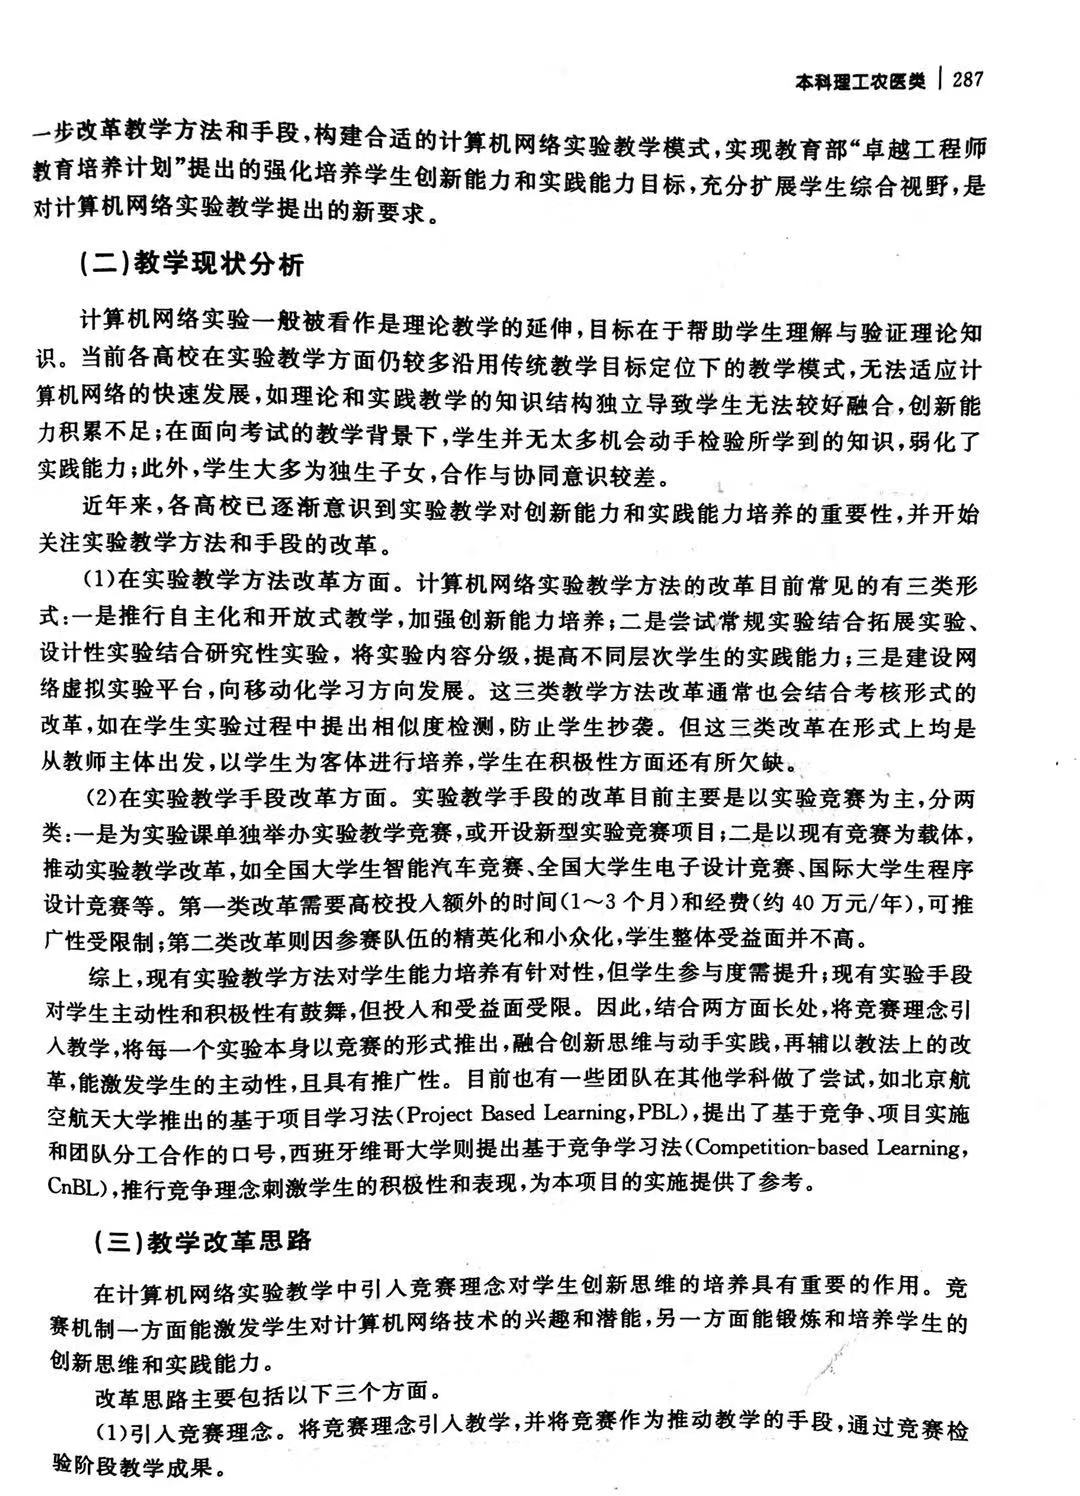 本科理工农医类 | 287
一步改革教学方法和手段,构建合适的计算机网络实验教学模式,实现教育部“卓越工程师
教育培养计划”提出的强化培养学生创新能力和实践能力目标,充分扩展学生综合视野,是
对计算机网络实验教学提出的新要求。
(二)教学现状分析
计算机网络实验一般被看作是理论教学的延伸,目标在于帮助学生理解与验证理论知
识。当前各高校在实验教学方面仍较多沿用传统教学目标定位下的教学模式,无法适应计
算机网络的快速发展,如理论和实践教学的知识结构独立导致学生无法较好融合,创新能
力积累不足;在面向考试的教学背景下,学生并无太多机会动手检验所学到的知识,弱化了
实践能力;此外,学生大多为独生子女,合作与协同意识较差。
近年来,各高校已逐渐意识到实验教学对创新能力和实践能力培养的重要性,并开始
关注实验教学方法和手段的改革。
(1)在实验教学方法改革方面。计算机网络实验教学方法的改革目前常见的有三类形
式:一是推行自主化和开放式教学,加强创新能力培养;二是尝试常规实验结合拓展实验、
设计性实验结合研究性实验,将实验内容分级,提高不同层次学生的实践能力;三是建设网
络虚拟实验平台,向移动化学习方向发展。这三类教学方法改革通常也会结合考核形式的
改革,如在学生实验过程中提出相似度检测,防止学生抄袭。但这三类改革在形式上均是
从教师主体出发,以学生为客体进行培养,学生在积极性方面还有所欠缺。
(2)在实验教学手段改革方面。实验教学手段的改革目前主要是以实验竞赛为主,分两
类:一是为实验课单独举办实验教学竞赛,或开设新型实验竞赛项目;二是以现有竞赛为载体,
推动实验教学改革,如全国大学生智能汽车竞赛、全国大学生电子设计竞赛、国际大学生程序
设计竞赛等。第一类改革需要高校投入额外的时间(1～3个月)和经费(约40万元/年),可推
广性受限制;第二类改革则因参赛队伍的精英化和小众化,学生整体受益面并不高。
综上,现有实验教学方法对学生能力培养有针对性,但学生参与度需提升;现有实验手段
对学生主动性和积极性有鼓舞,但投入和受益面受限。因此,结合两方面长处,将竞赛理念引
入教学,将每一个实验本身以竞赛的形式推出,融合创新思维与动手实践,再辅以教法上的改
革,能激发学生的主动性,且具有推广性。目前也有一些团队在其他学科做了尝试,如北京航
空航天大学推出的基于项目学习法(Project Based Learning,PBL),提出了基于竞争、项目实施
和团队分工合作的口号,西班牙维哥大学则提出基于竞争学习法(Competition-based Learning,
CnBL),推行竞争理念刺激学生的积极性和表现,为本项目的实施提供了参考。
(三)教学改革思路
在计算机网络实验教学中引入竞赛理念对学生创新思维的培养具有重要的作用。竞
赛机制一方面能激发学生对计算机网络技术的兴趣和潜能,另一方面能锻炼和培养学生的
创新思维和实践能力。
改革思路主要包括以下三个方面。
(1)引入竞赛理念。将竞赛理念引入教学,并将竞赛作为推动教学的手段,通过竞赛检
验阶段教学成果。